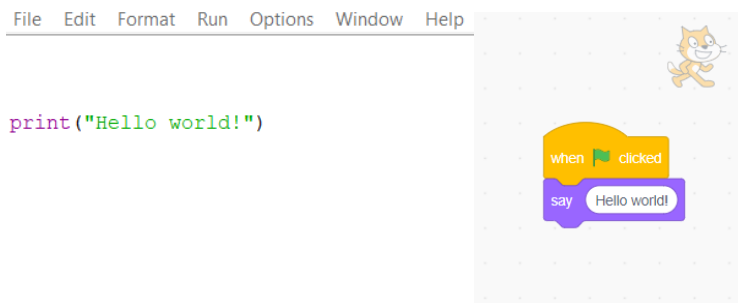 File Edit Format Run Options Window Help
print("Hello world!")
when clicked
say Hello world!